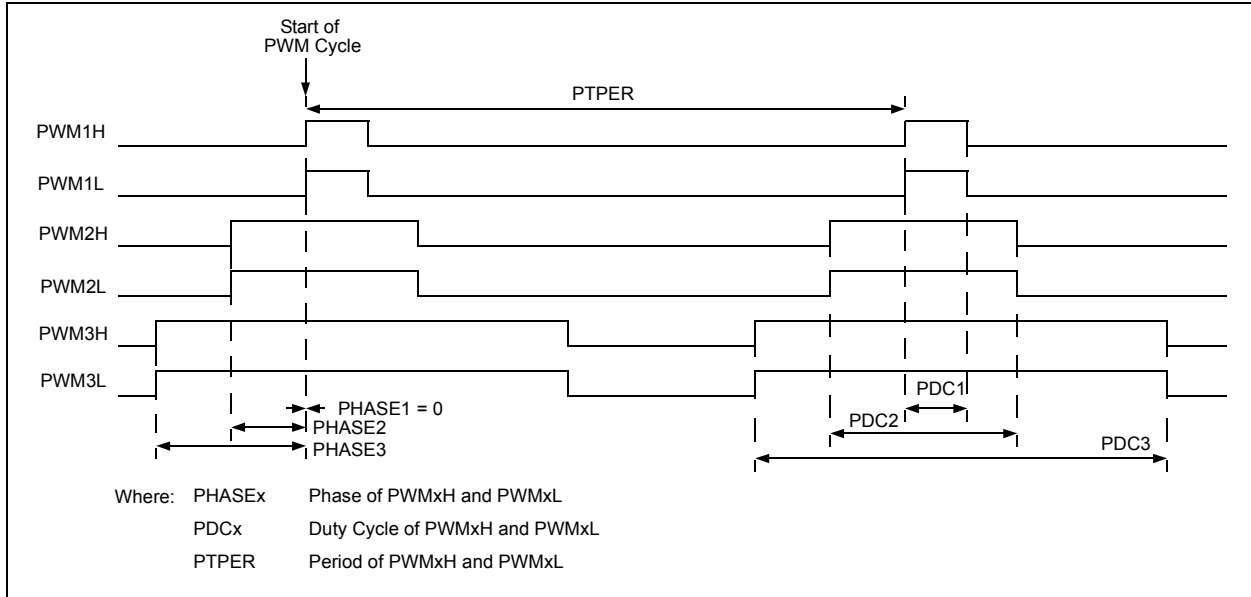 Start of
PWM Cycle
PTPER
PWM1H
PWM1L
PWM2H
PWM2L
PWM3H
PWM3L
PHASE1 = 0
PHASE2
PHASE3
PDC1
PDC2
PDC3
Where: PHASEx Phase of PWMxH and PWMxL
PDCx Duty Cycle of PWMxH and PWMxL
PTPER Period of PWMxH and PWMxL